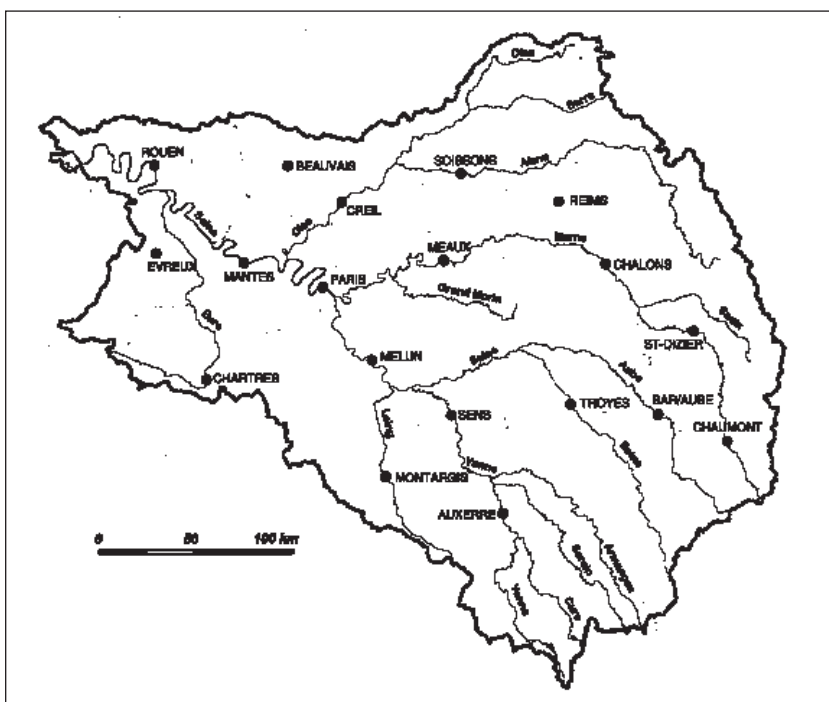 Oise
Serre
ROUEN
BEAUVAIS
SOISSONS
Aisne
CREIL
REIMS
Seine
Oise
EVREUX
MANTES
MEAUX
Marne
CHALONS
PARIS
Grand Morin
Eure
ST-DIZIER
MELUN
Seine
Aube
CHARTRES
SENS
TROYES
BAR/AUBE
Loing
CHAUMONT
Yonne
Seine
MONTARGIS
AUXERRE
Serein
Armançon
Yonne
Cure
0 50 100 km